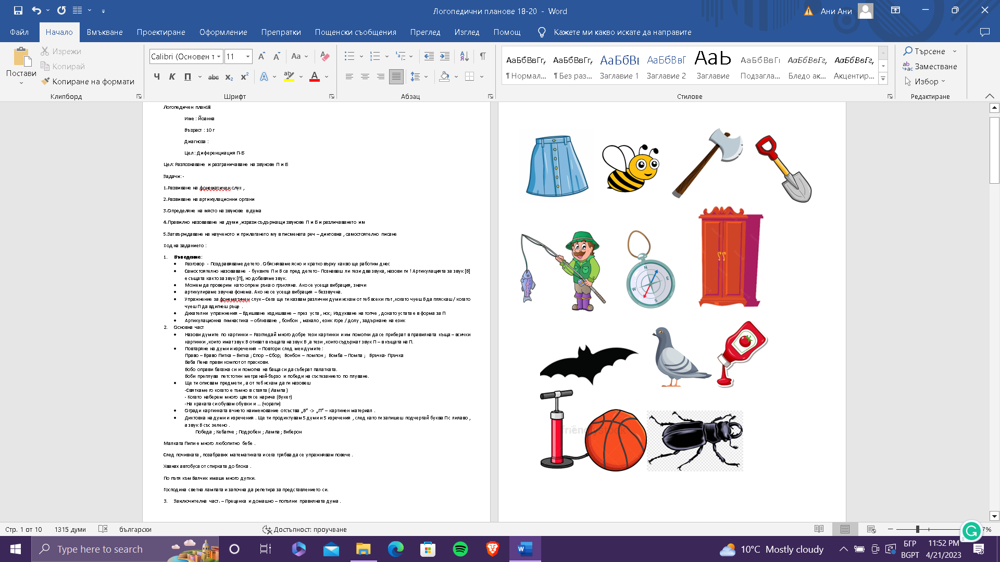 Логопедични планове 18-20 - Word
Ани Ани
Файл
Начало
Вмъкване
Проектиране
Оформление
Препратки
Пощенски съобщения
Преглед
Изглед
Помощ
Кажете ми какво искате да направите
Постави
Изрежи
Копирай
Копиране на формати
Клипборд
Calibri (Основен т
11
Aa
Ч К П abc x₂ x²
A ab A
Шрифт
Абзац
АаБбВвГг,
¶ Нормал...
АаБбВвГг,
¶ Без раз...
АаБбВі
Заглавие 1
АаБбВвГ
Заглавие 2
АаЬ
Заглавие
АаБбВвГі
Подзагла...
АаБбВвГг,
Бледо ак...
АаБбВвГг,
Акцентир...
Стилове
Търсене
Заместване
Избор
Редактиране
Логопедичен план18
Име : Йоанна
Възраст : 10 г
Диагноза :
Цел : Диференциация П-Б
Цел: Разпознаване и разграничаване на звукове П и Б
Задачи: -
1.Развиване на фонематичен слух ,
2.Развиване на артикулационни органи
3.Определяне на място на звукове в дума
4.Правилно назоваване на думи ,изрази съдържащи звукове П и Б и различаването им
5.Затвърждаване на наученото и прилагането му в писмената реч – диктовка , самостоятелно писане
Ход на заданието :
1. Въведение:
• Разговор - Поздравяваме детето . Обясняваме ясно и кратко върху какво ще работим днес
• Самостоятелно назоваване - буквите П и Б са пред детето - Познаваш ли тези два звука, назови ги ! Артикулацията за звук [Б]
е същата както за звук [П], но добавяме звук.
• Можем да проверим като опрем ръка о гръкляна. Ако се усеща вибрация, значи
• артикулираме звучна фонема. Ако не се усеща вибрация – беззвучна.
• Упражнение за фонематичен слух – Сега ще ти казвам различни думи искам от теб всеки път ,когато чуеш Б да пляскаш / когато
чуеш П да вдигнеш ръце .
• Дихателни упражнения – Вдишване издишване – през уста , нос; Издухване на топче , докато устата е в форма за П
• Артикулационна гимнастика – облизване , бонбон , махало , език горе / долу , задържане на език
2. Основна част
• Назови думите по картинки – Разгледай много добре тези картинки и им помогни да се приберат в правилната къща – всички
картинки , които имат звук Б отиват в къщата на звук Б ,а тези , които съдържат звук П – в къщата на П.
• Повтаряне на думи и изречения – Повтори след мен думите :
Право – Браво Питка – Битка ; Спор – Сбор; Бонбон – помпон ; Бомба – Помпа ; Бръчка- Пръчка
Баба Пена прави компот от праскови.
Бобо оправи багажа си и помогна на баща си да съберат палатката.
Боби преплува петстотин метра най-бързо и победи на състезанието по плуване.
• Ще ти описвам предмети , а от теб искам да ги назовеш
-Святкаме го когато е тъмно в стаята ( Лампа )
- Когато наберем много цветя се нарича (Букет)
-На краката си обувам обувки и ... (чорапи)
• Огради картинката в чието наименование отсъства „Б“ -> „П“ – картинен материал .
• Диктовка на думи и изречения . Ще ти продиктувам 5 думи и 5 изречения , след като ги запишеш подчертай буква П с лилаво ,
а звук Б със зелено .
Победа ; Кебапче ; Подробен ; Лампа ; Биберон
Малката Пипи е много любопитно бебе .
След почивката , позабравих математиката и сега трябва да се упражнявам повече .
Хванах автобуса от спирката до блока .
По пътя към Балчик имаше много дупки.
Господина светна лампата и започна да репетира за представлението си.
3. Заключителна част. – Преценка и домашно – попълни правилната дума .
N
E
S
W
Стр. 1 от 10
1315 думи
български
Достъпност: проучване
7%
Type here to search
10°C Mostly cloudy
БГР
BGPT
11:52 PM
4/21/2023